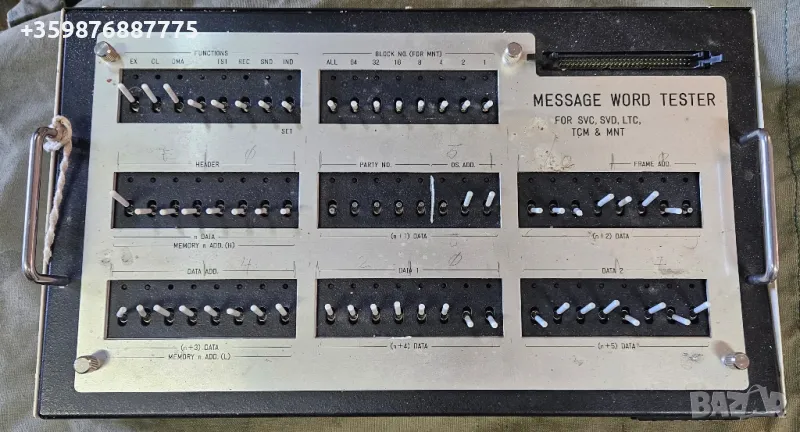 +359876887775
FUNCTIONS
EX CL DMA TST REC SND IND
SET
BLOCK NO. (FOR MNT)
ALL 64 32 16 8 4 2 1
MESSAGE WORD TESTER
FOR SVC, SVD, LTC,
TCM & MNT
HEADER
n DATA
MEMORY n ADD. (H)
PARTY NO. DS. ADD.
(n+1) DATA
FRAME ADD.
(n+2) DATA
DATA ADD.
(n+3) DATA
MEMORY n ADD. (L)
DATA 1
(n+4) DATA
DATA 2
(n+5) DATA
BAZAR